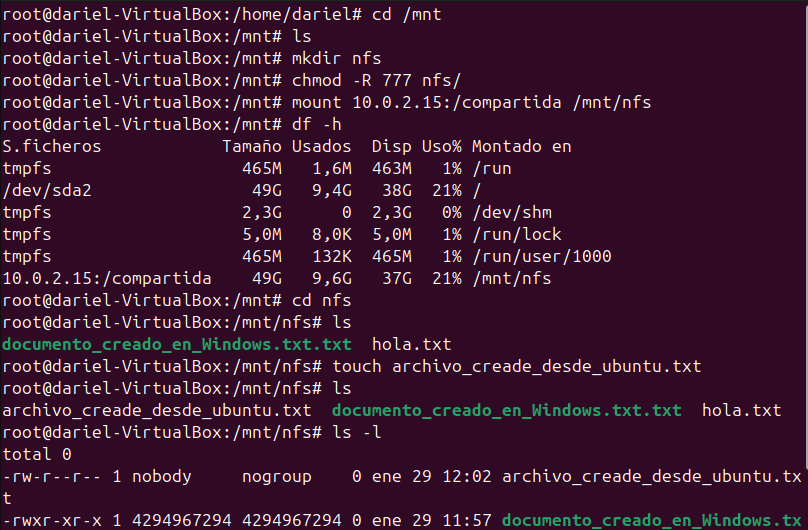 root@dariel-VirtualBox:/home/dariel# cd /mnt
root@dariel-VirtualBox:/mnt# ls
root@dariel-VirtualBox:/mnt# mkdir nfs
root@dariel-VirtualBox:/mnt# chmod -R 777 nfs/
root@dariel-VirtualBox:/mnt# mount 10.0.2.15:/compartida /mnt/nfs
root@dariel-VirtualBox:/mnt# df -h
S.ficheros             Tamaño Usados  Disp Uso% Montado en
tmpfs                    465M   1,6M  463M   1% /run
/dev/sda2                 49G   9,4G   38G  21% /
tmpfs                    2,3G      0  2,3G   0% /dev/shm
tmpfs                    5,0M   8,0K  5,0M   1% /run/lock
tmpfs                    465M   132K  465M   1% /run/user/1000
10.0.2.15:/compartida     49G   9,6G   37G  21% /mnt/nfs
root@dariel-VirtualBox:/mnt# cd nfs
root@dariel-VirtualBox:/mnt/nfs# ls
documento_creado_en_Windows.txt.txt  hola.txt
root@dariel-VirtualBox:/mnt/nfs# touch archivo_creade_desde_ubuntu.txt
root@dariel-VirtualBox:/mnt/nfs# ls
archivo_creade_desde_ubuntu.txt  documento_creado_en_Windows.txt.txt  hola.txt
root@dariel-VirtualBox:/mnt/nfs# ls -l
total 0
-rw-r--r-- 1 nobody     nogroup    0 ene 29 12:02 archivo_creade_desde_ubuntu.tx
t
-rwxr-xr-x 1 4294967294 4294967294 0 ene 29 11:57 documento_creado_en_Windows.tx